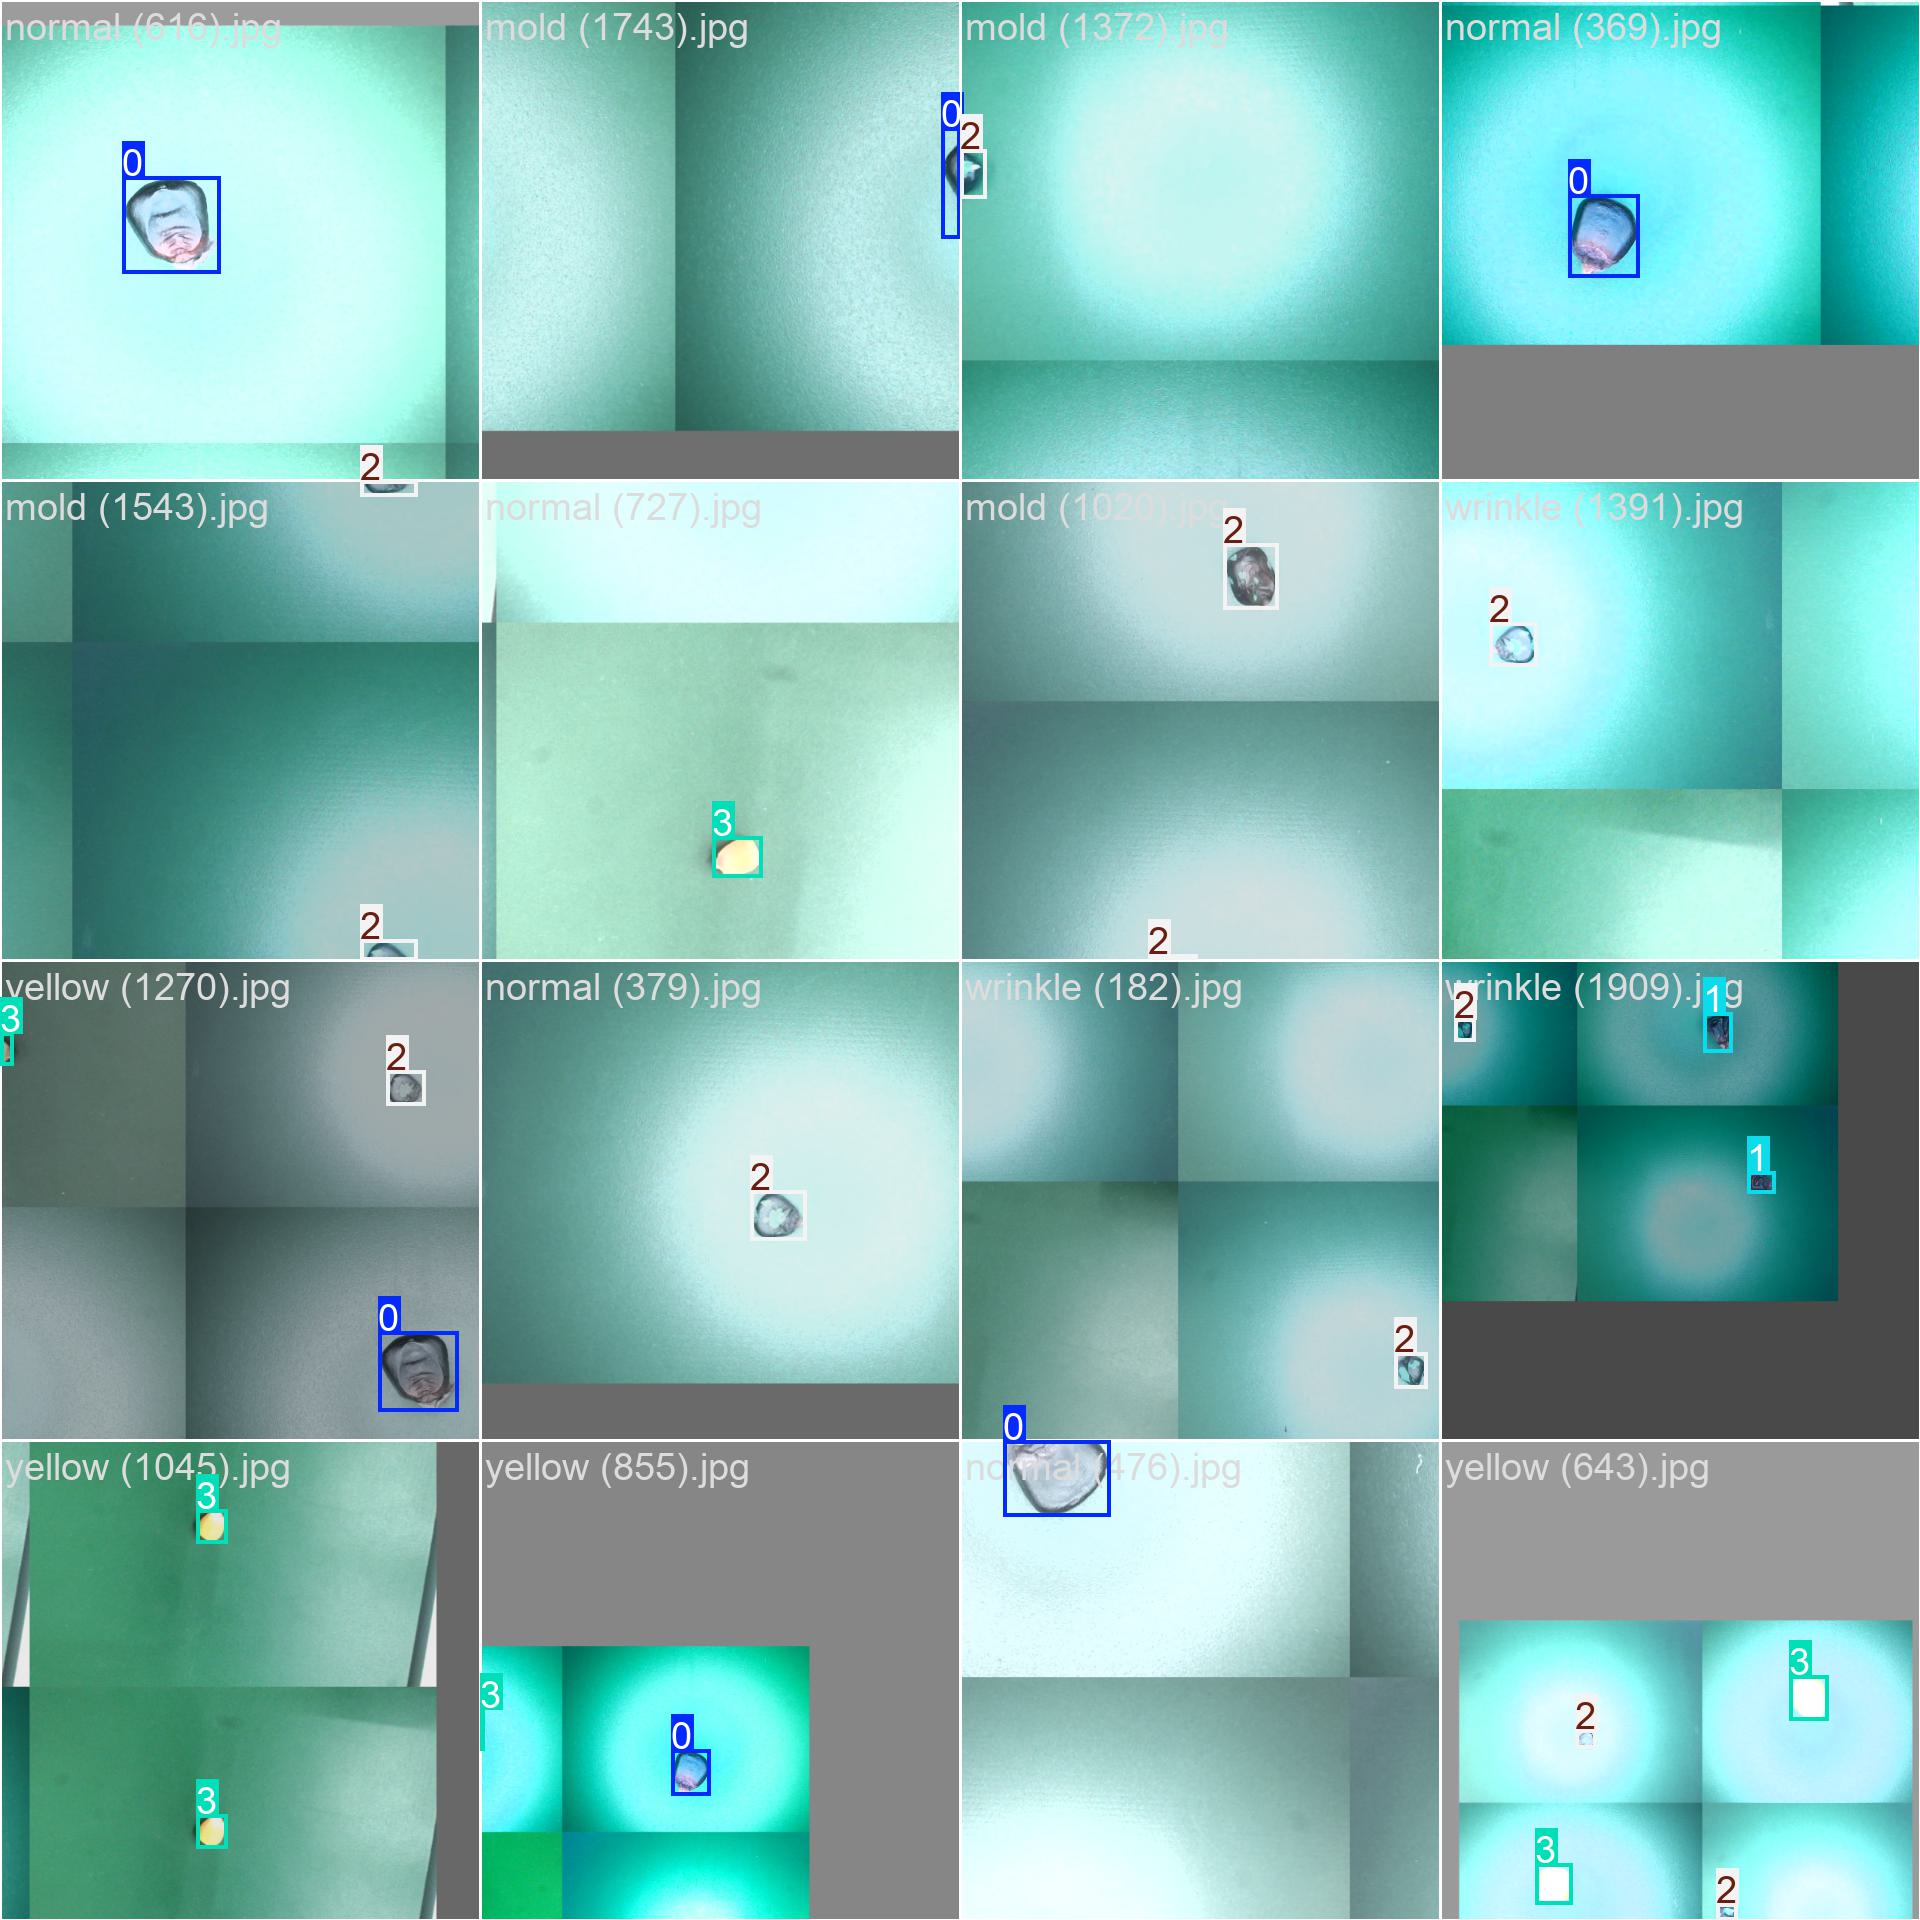 normal (616).jpg
mold (1743).jpg
mold (1372).jpg
normal (369).jpg
0
0
2
0
2
mold (1543).jpg
normal (727).jpg
mold (1020).jpg
wrinkle (1391).jpg
2
2
3
2
2
yellow (1270).jpg
normal (379).jpg
wrinkle (182).jpg
wrinkle (1909).jpg
3
2
2
1
2
1
0
2
0
yellow (1045).jpg
yellow (855).jpg
normal (476).jpg
yellow (643).jpg
3
3
3
2
0
3
3
2